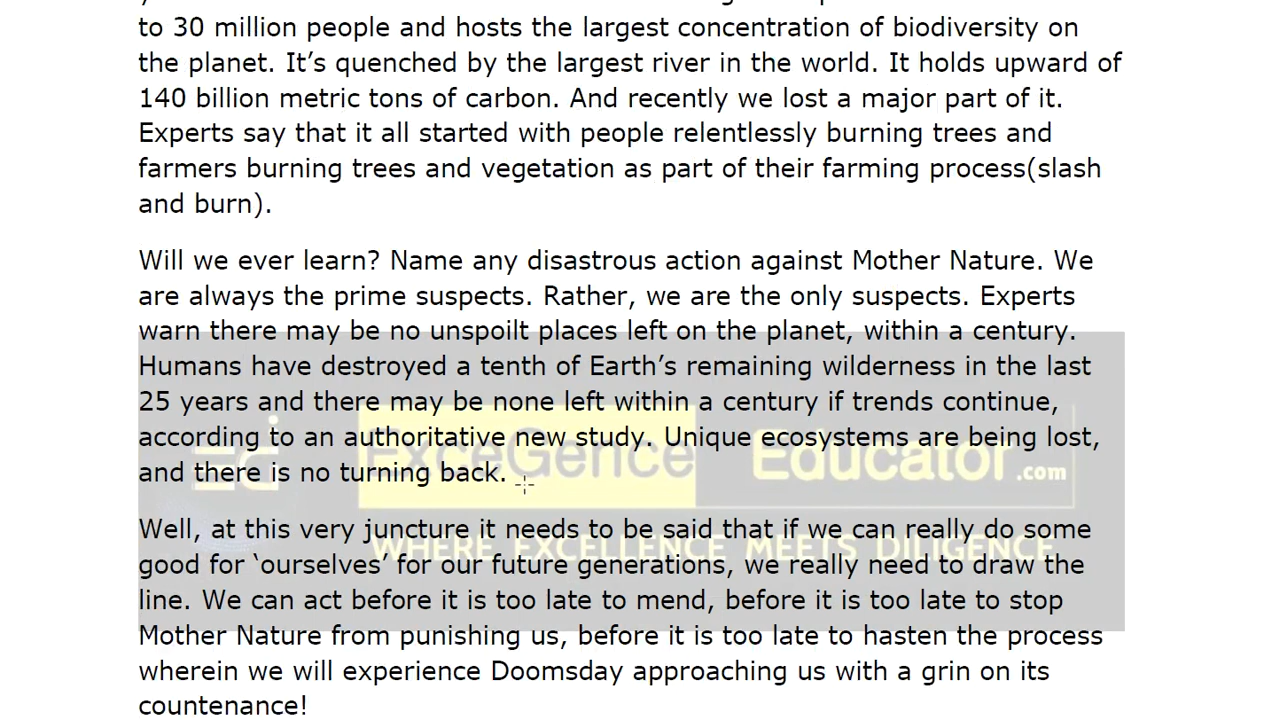 to 30 million people and hosts the largest concentration of biodiversity on
the planet. It’s quenched by the largest river in the world. It holds upward of
140 billion metric tons of carbon. And recently we lost a major part of it.
Experts say that it all started with people relentlessly burning trees and
farmers burning trees and vegetation as part of their farming process(slash
and burn).
Will we ever learn? Name any disastrous action against Mother Nature. We
are always the prime suspects. Rather, we are the only suspects. Experts
warn there may be no unspoilt places left on the planet, within a century.
Humans have destroyed a tenth of Earth’s remaining wilderness in the last
25 years and there may be none left within a century if trends continue,
according to an authoritative new study. Unique ecosystems are being lost,
and there is no turning back.
ExceGence Educator.com
WHERE EXCELLENCE MEETS DILIGENCE
Well, at this very juncture it needs to be said that if we can really do some
good for ‘ourselves’ for our future generations, we really need to draw the
line. We can act before it is too late to mend, before it is too late to stop
Mother Nature from punishing us, before it is too late to hasten the process
wherein we will experience Doomsday approaching us with a grin on its
countenance!